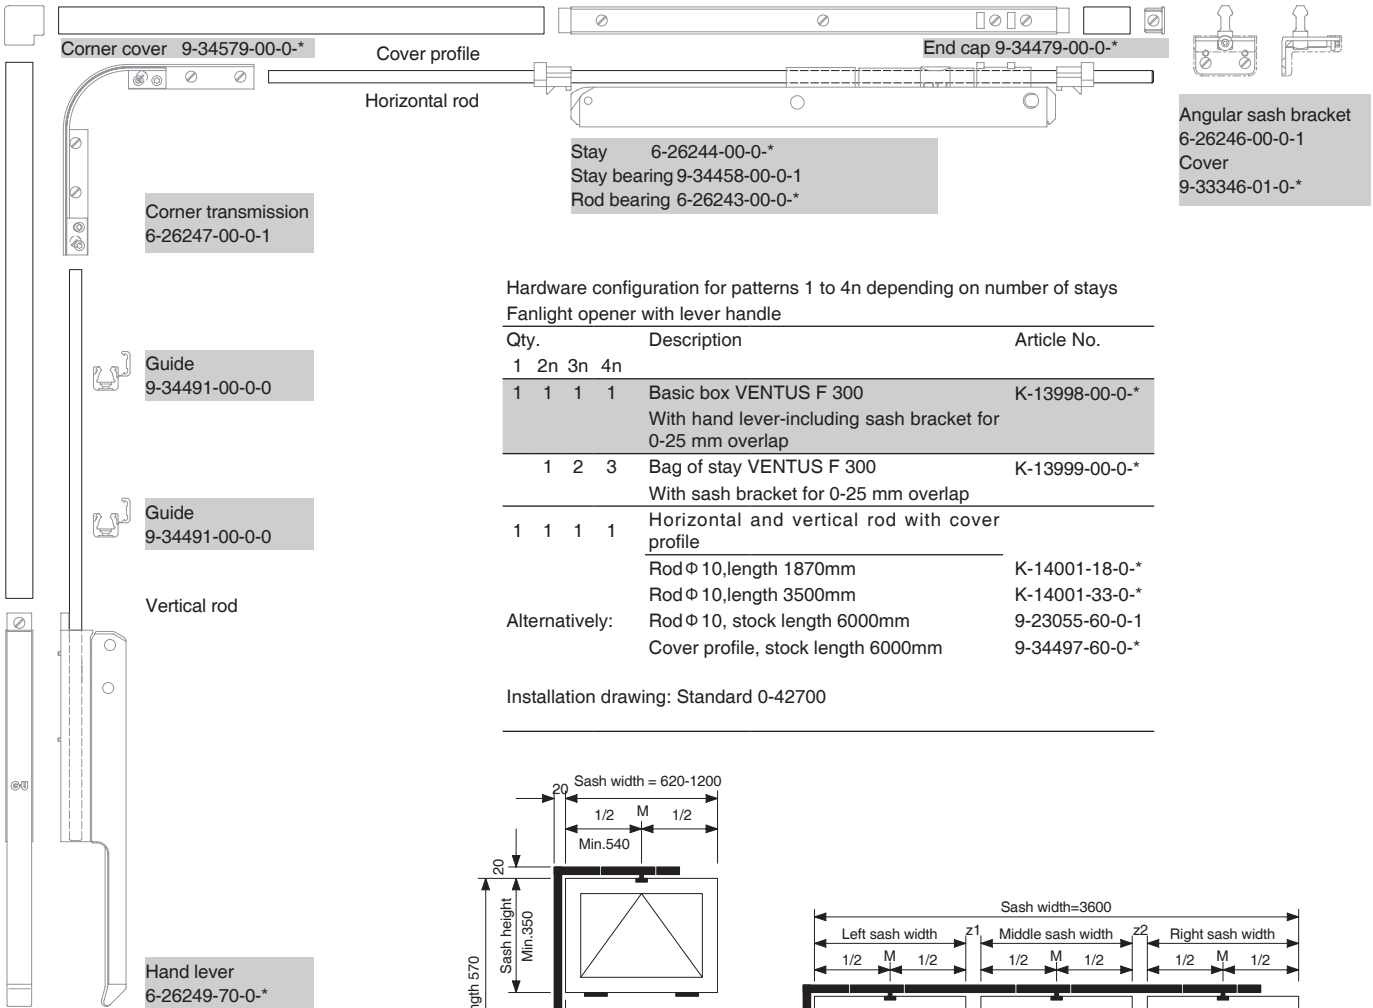 Corner cover 9-34579-00-0-*
Cover profile
End cap 9-34479-00-0-*
Horizontal rod
Angular sash bracket
6-26246-00-0-1
Cover
9-33346-01-0-*
Stay 6-26244-00-0-*
Stay bearing 9-34458-00-0-1
Rod bearing 6-26243-00-0-*
Corner transmission
6-26247-00-0-1
Hardware configuration for patterns 1 to 4n depending on number of stays
Fanlight opener with lever handle
Qty. Description Article No.
1 2n 3n 4n
1 1 1 1 Basic box VENTUS F 300 K-13998-00-0-*
With hand lever-including sash bracket for
0-25 mm overlap
1 2 3 Bag of stay VENTUS F 300 K-13999-00-0-*
With sash bracket for 0-25 mm overlap
1 1 1 1 Horizontal and vertical rod with cover
profile
Rod Φ 10,length 1870mm K-14001-18-0-*
Rod Φ 10,length 3500mm K-14001-33-0-*
Alternatively: Rod Φ 10, stock length 6000mm 9-23055-60-0-1
Cover profile, stock length 6000mm 9-34497-60-0-*
Installation drawing: Standard 0-42700
Guide
9-34491-00-0-0
Guide
9-34491-00-0-0
Vertical rod
Hand lever
6-26249-70-0-*
GU
20 Sash width = 620-1200
1/2 M 1/2
Min.540
20
Sash height
Min.350
ngth 570
Sash width=3600
Left sash width z1 Middle sash width z2 Right sash width
1/2 M 1/2 1/2 M 1/2 1/2 M 1/2